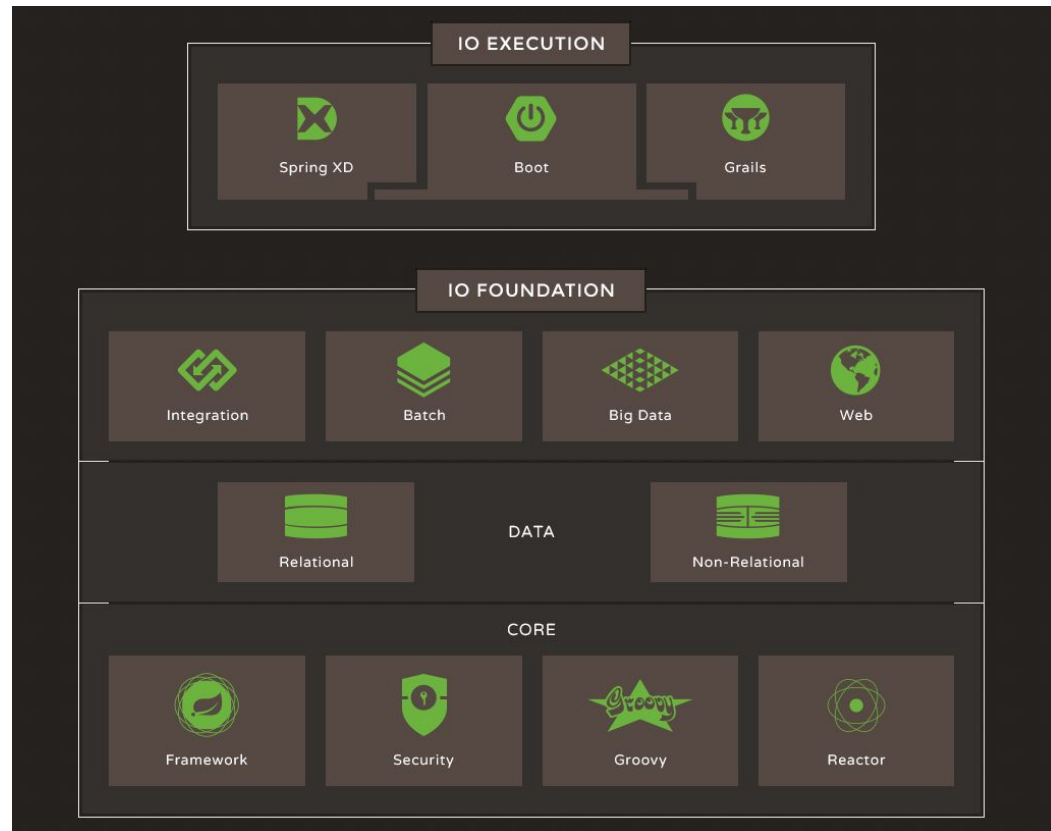 IO EXECUTION
Spring XD
Boot
Grails
IO FOUNDATION
Integration
Batch
Big Data
Web
Relational
DATA
Non-Relational
CORE
Groovy
Framework
Security
Groovy
Reactor